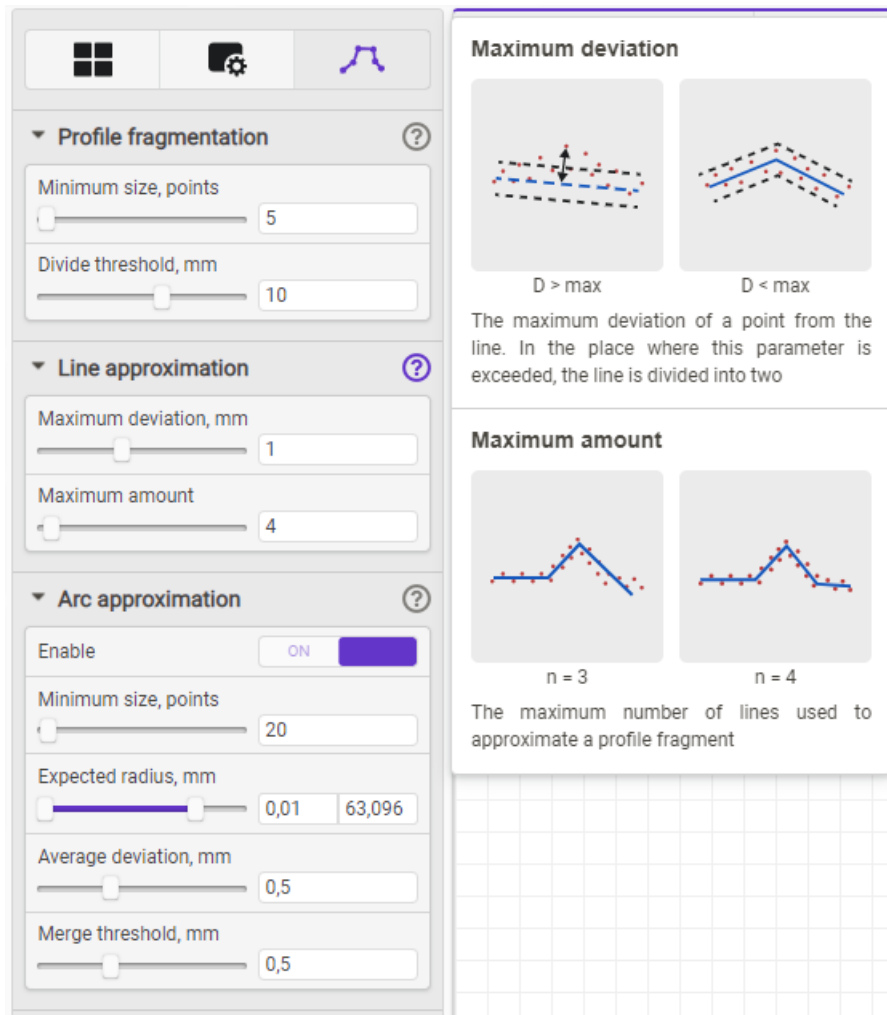 Profile fragmentation
?
Minimum size, points
5
Divide threshold, mm
10
Line approximation
?
Maximum deviation, mm
1
Maximum amount
4
Arc approximation
?
Enable
ON
Minimum size, points
20
Expected radius, mm
0,01 63,096
Average deviation, mm
0,5
Merge threshold, mm
0,5
Maximum deviation
D > max D < max
The maximum deviation of a point from the
line. In the place where this parameter is
exceeded, the line is divided into two
Maximum amount
n = 3 n = 4
The maximum number of lines used to
approximate a profile fragment